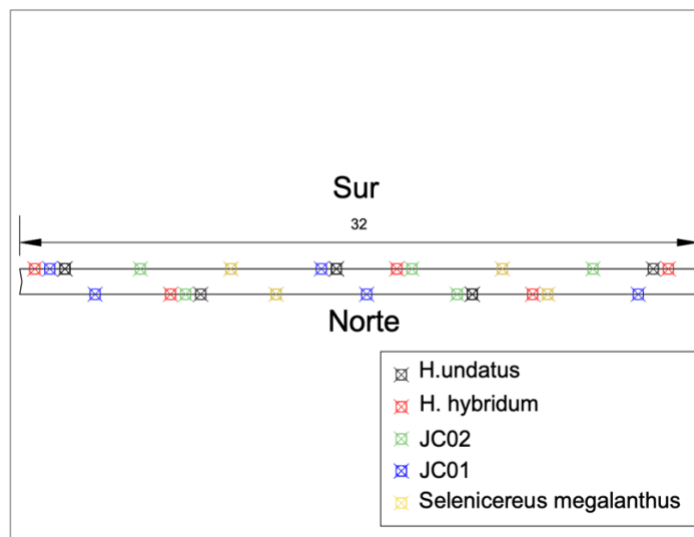 Sur
32
Norte
H.undatus
H. hybridum
JC02
JC01
Selenicereus megalanthus